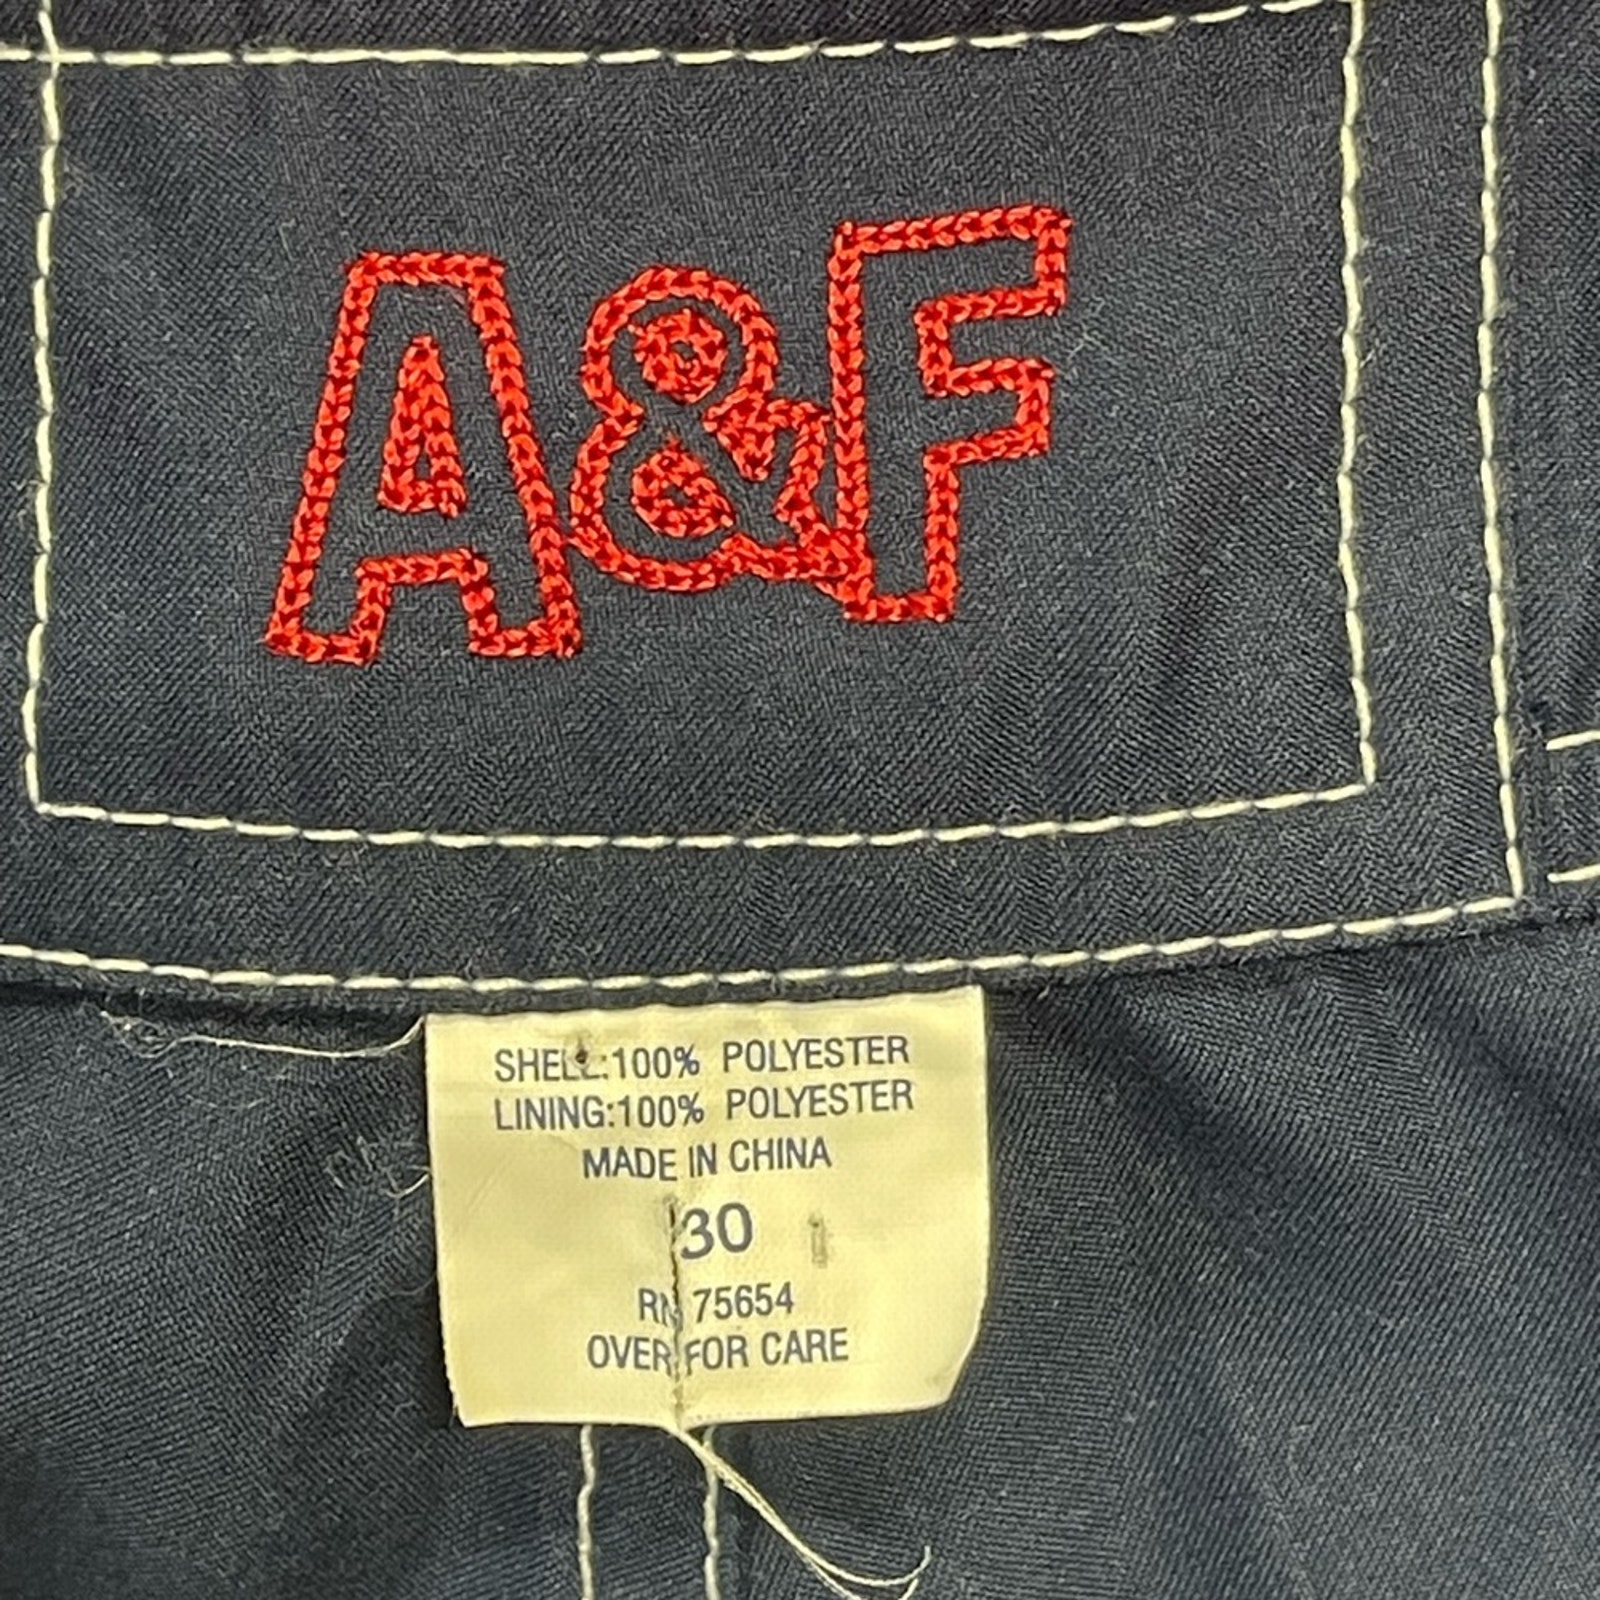 A&F
SHELL:100% POLYESTER
LINING:100% POLYESTER
MADE IN CHINA
30
RN 75654
OVER FOR CARE